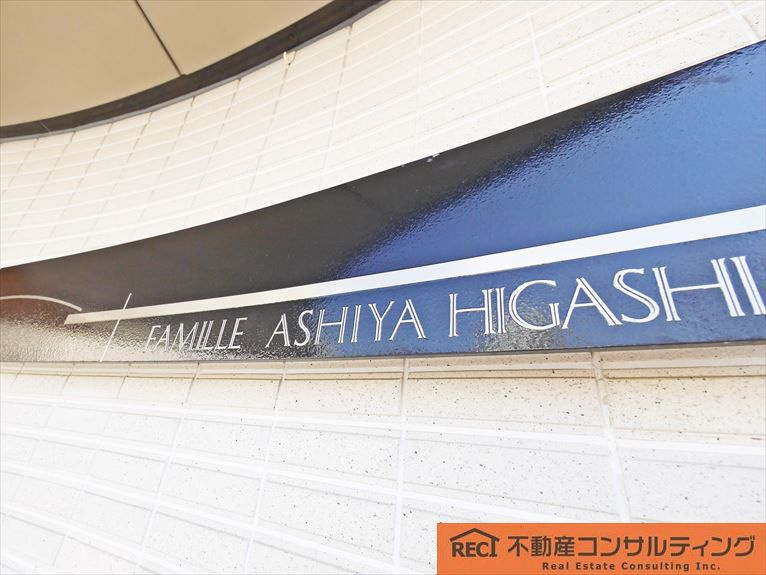 FAMILLE ASHIYA HIGASHI
RECI 不動産コンサルティング
Real Estate Consulting Inc.